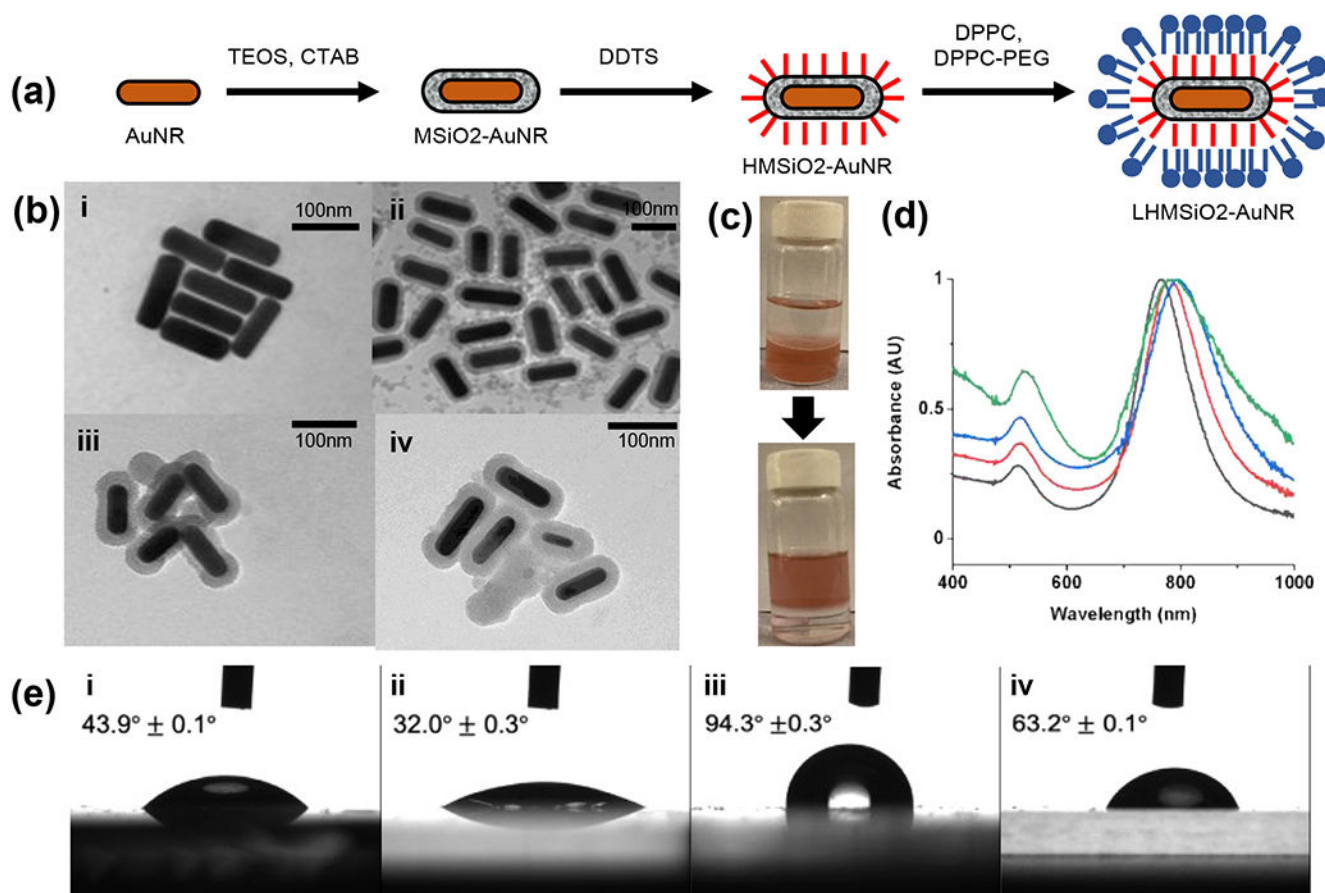 (a)
TEOS, CTAB
DDTS
DPPC,
DPPC-PEG
AuNR
MSiO2-AuNR
HMSiO2-AuNR
LHMSiO2-AuNR
(b)
i
100nm
ii
100nm
iii
100nm
iv
100nm
(c)
(d)
1
0.5
0
Absorbance (AU)
400
600
800
1000
Wavelength (nm)
(e)
i
43.9° ± 0.1°
ii
32.0° ± 0.3°
iii
94.3° ±0.3°
iv
63.2° ± 0.1°